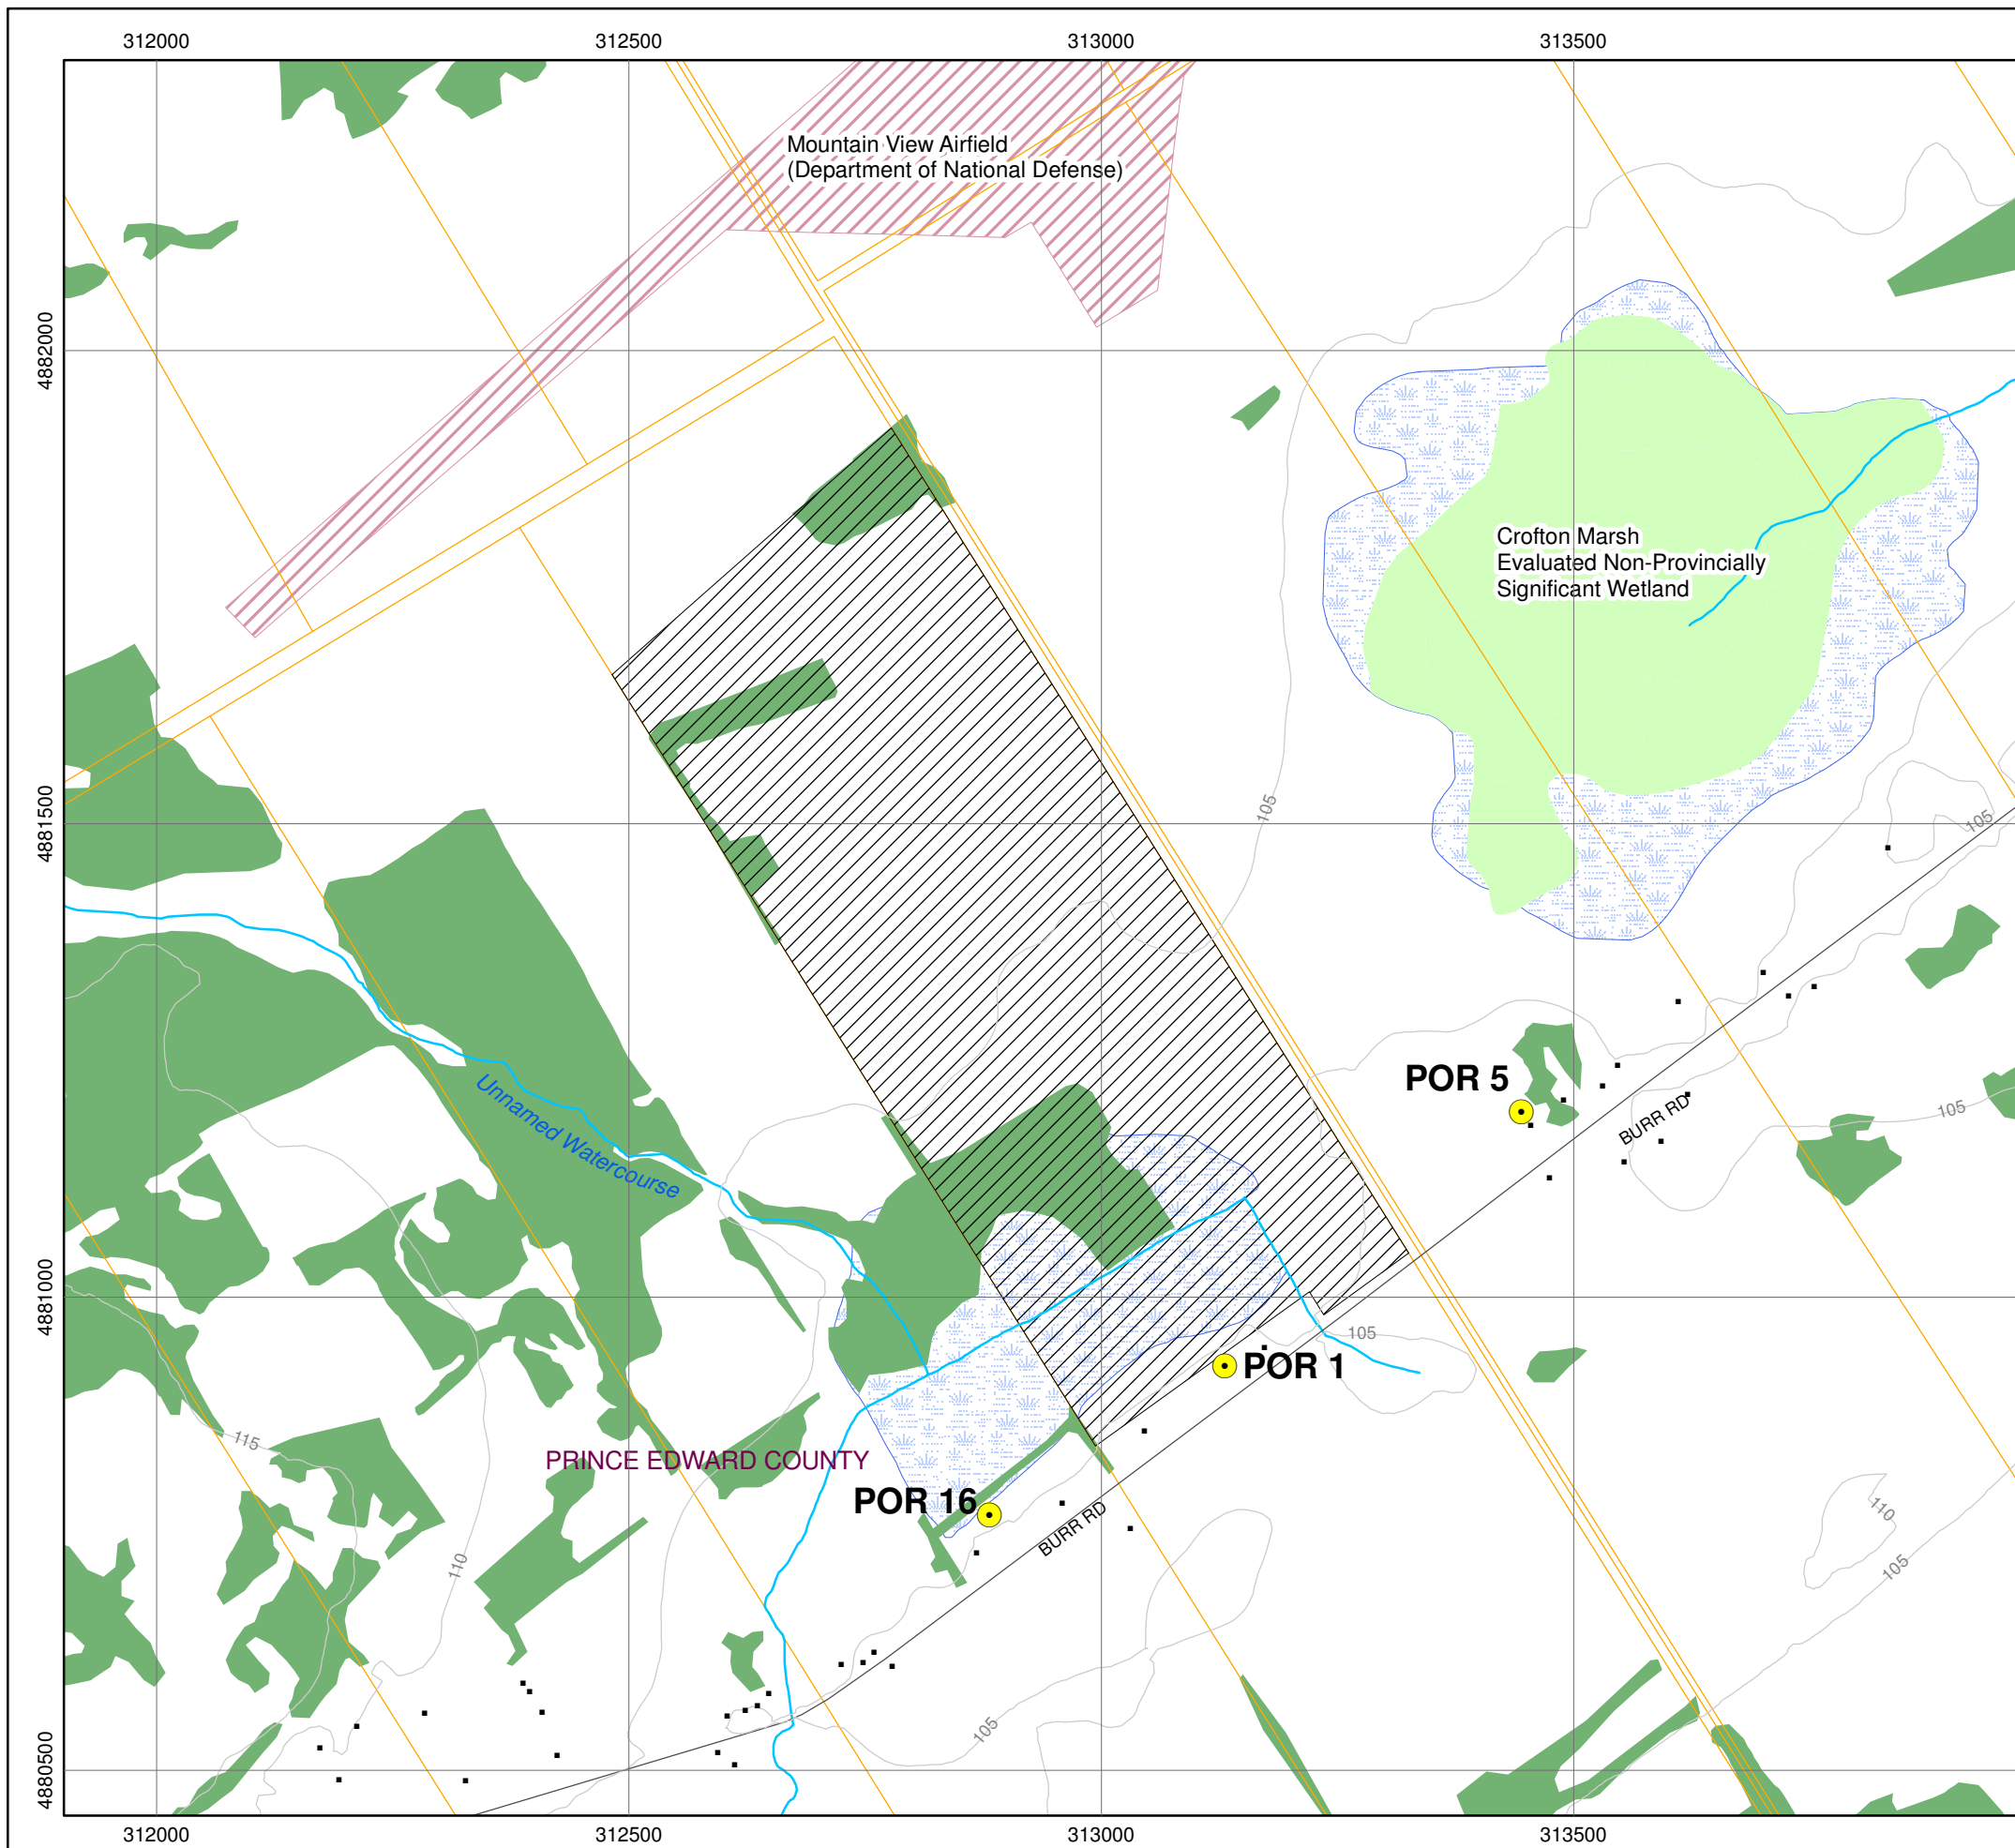 312000
312500
313000
313500
Mountain View Airfield
(Department of National Defense)
4882000
Crofton Marsh
Evaluated Non-Provincially
Significant Wetland
4881500
105
105
POR 5
BURR RD
105
Unnamed Watercourse
4881000
105
POR 1
115
PRINCE EDWARD COUNTY
POR 16
BURR RD
110
110
105
105
4880500
312000
312500
313000
313500